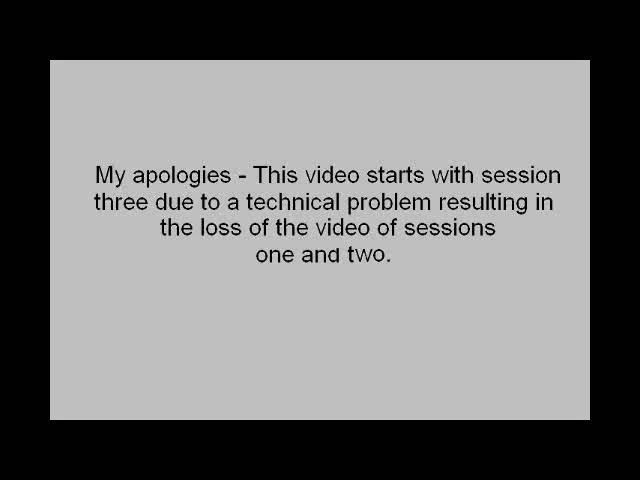 My apologies - This video starts with session
three due to a technical problem resulting in
the loss of the video of sessions
one and two.